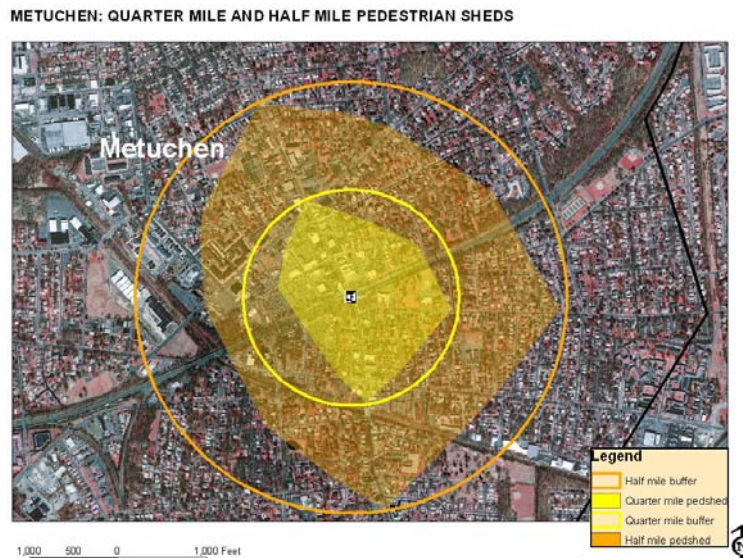 METUCHEN: QUARTER MILE AND HALF MILE PEDESTRIAN SHEDS
Metuchen
Legend
Half mile buffer
Quarter mile pedshed
Quarter mile buffer
Half mile pedshed
1,000 500 0 1,000 Feet